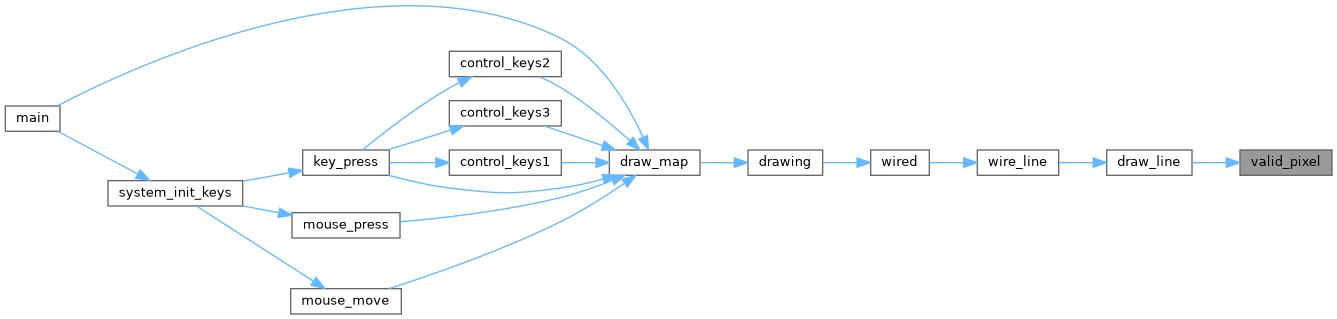 main
system_init_keys
key_press
mouse_press
mouse_move
control_keys2
control_keys3
control_keys1
draw_map
drawing
wired
wire_line
draw_line
valid_pixel